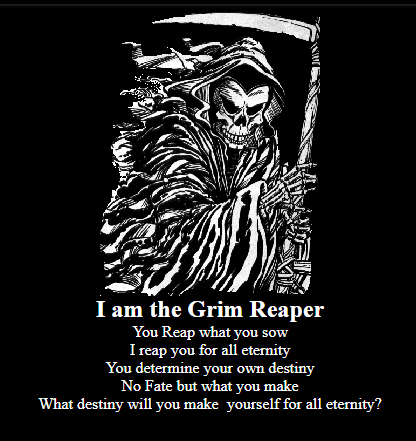 I am the Grim Reaper
You Reap what you sow
I reap you for all eternity
You determine your own destiny
No Fate but what you make
What destiny will you make  yourself for all eternity?